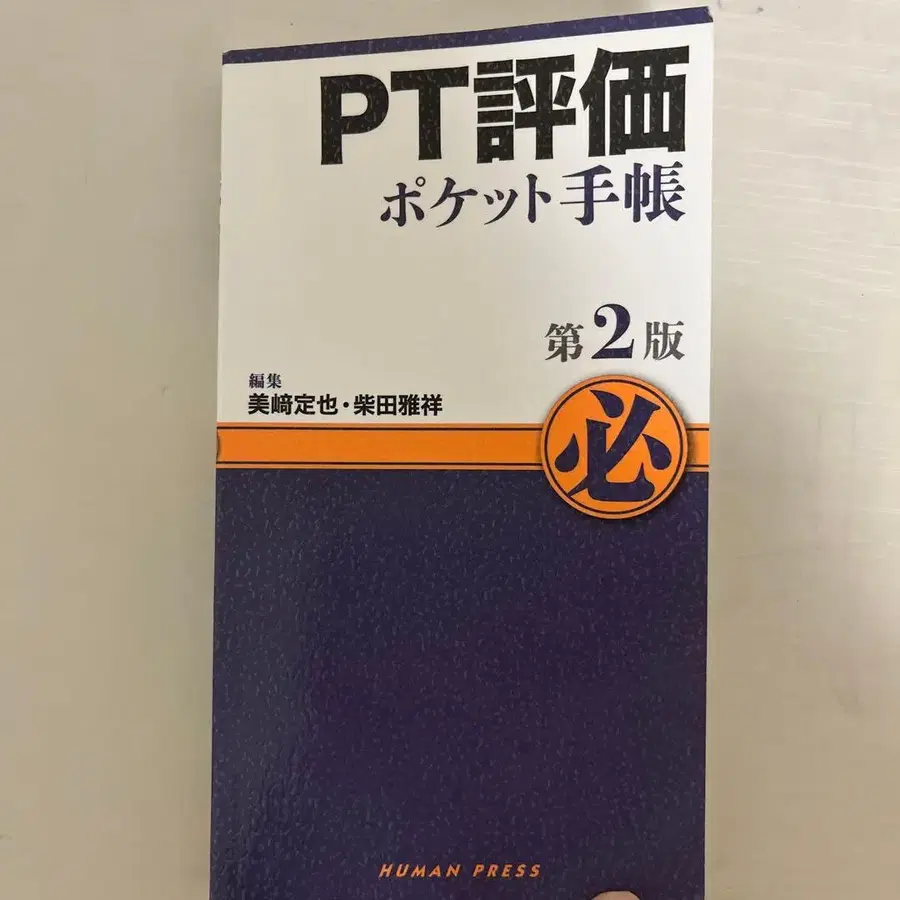 PT評価
ポケット手帳
第2版
編集
美﨑定也・柴田雅祥
必
HUMAN PRESS